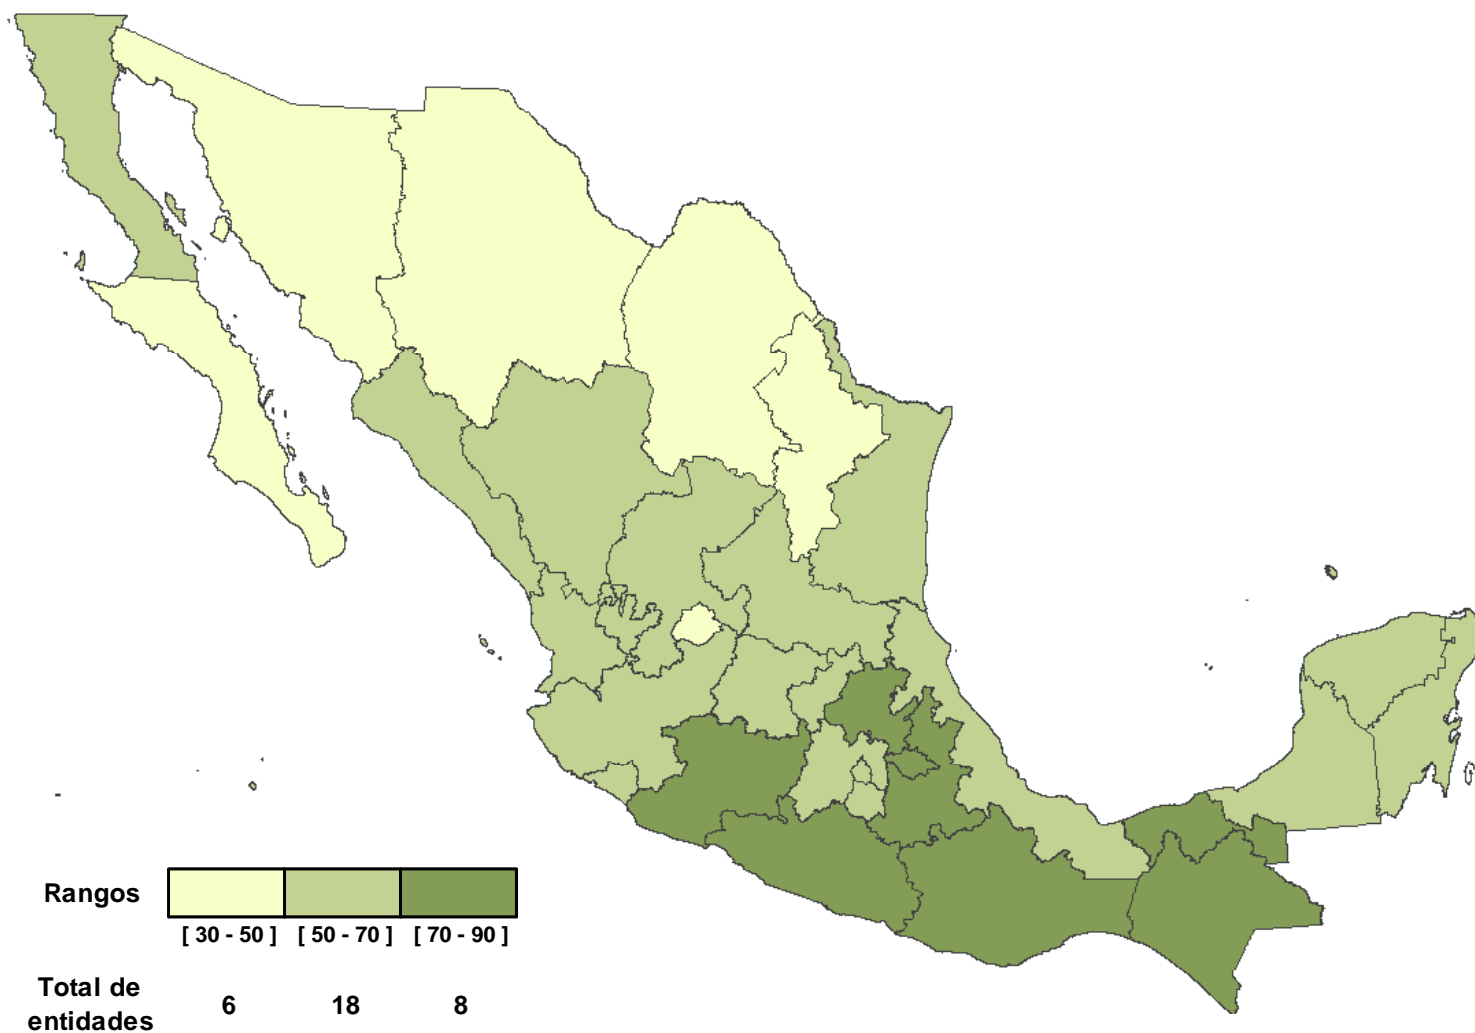 Rangos
[ 30 - 50 ] [ 50 - 70 ] [ 70 - 90 ]
Total de
entidades
6 18 8